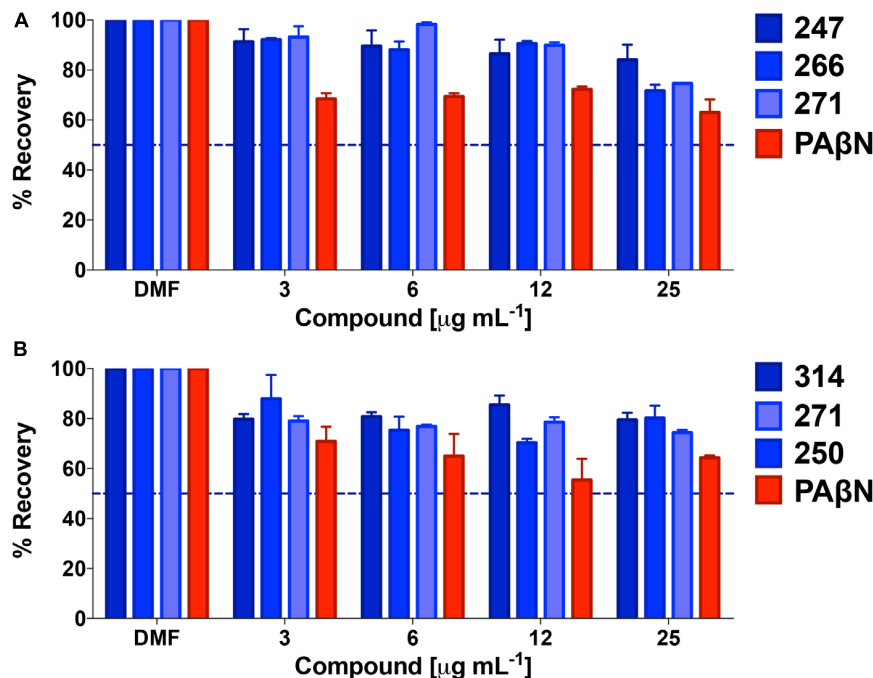 A
% Recovery
100
80
60
40
20
0
DMF 3 6 12 25
Compound [μg mL⁻¹]
247
266
271
PAβN
B
% Recovery
100
80
60
40
20
0
DMF 3 6 12 25
Compound [μg mL⁻¹]
314
271
250
PAβN